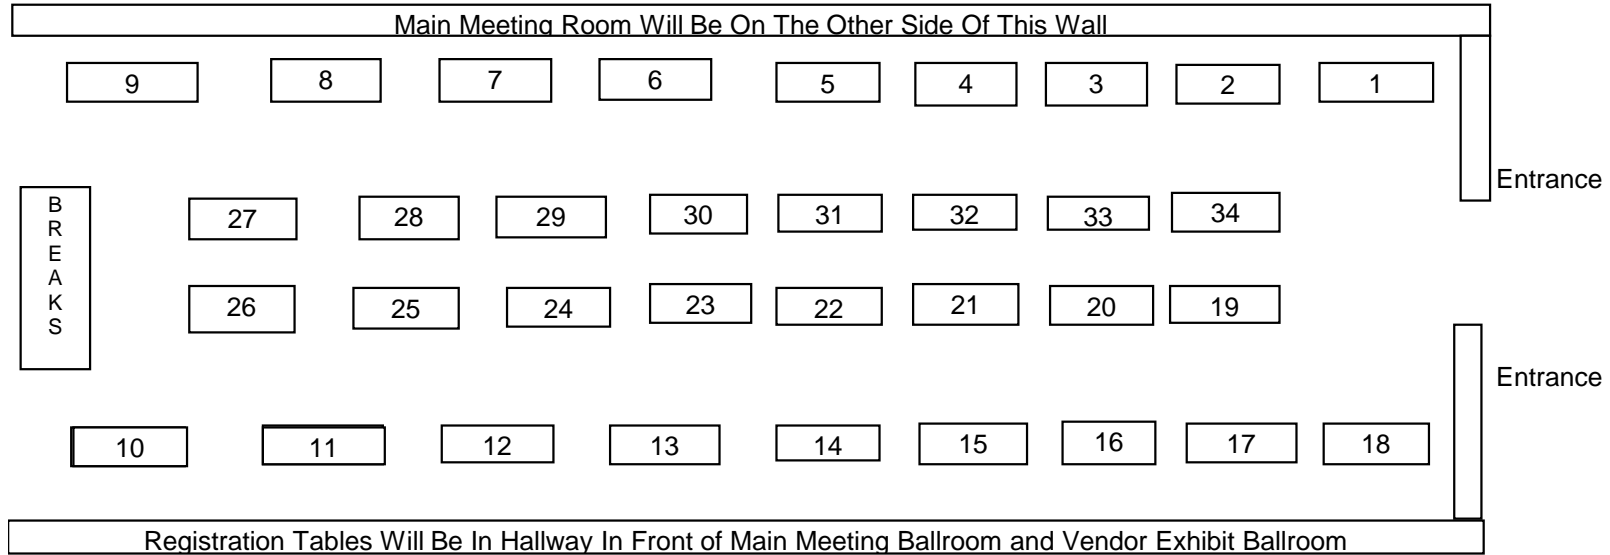 Main Meeting Room Will Be On The Other Side Of This Wall
9 8 7 6 5 4 3 2 1
Entrance
B
R
E
A
K
S
27 28 29 30 31 32 33 34
26 25 24 23 22 21 20 19
Entrance
10 11 12 13 14 15 16 17 18
Registration Tables Will Be In Hallway In Front of Main Meeting Ballroom and Vendor Exhibit Ballroom